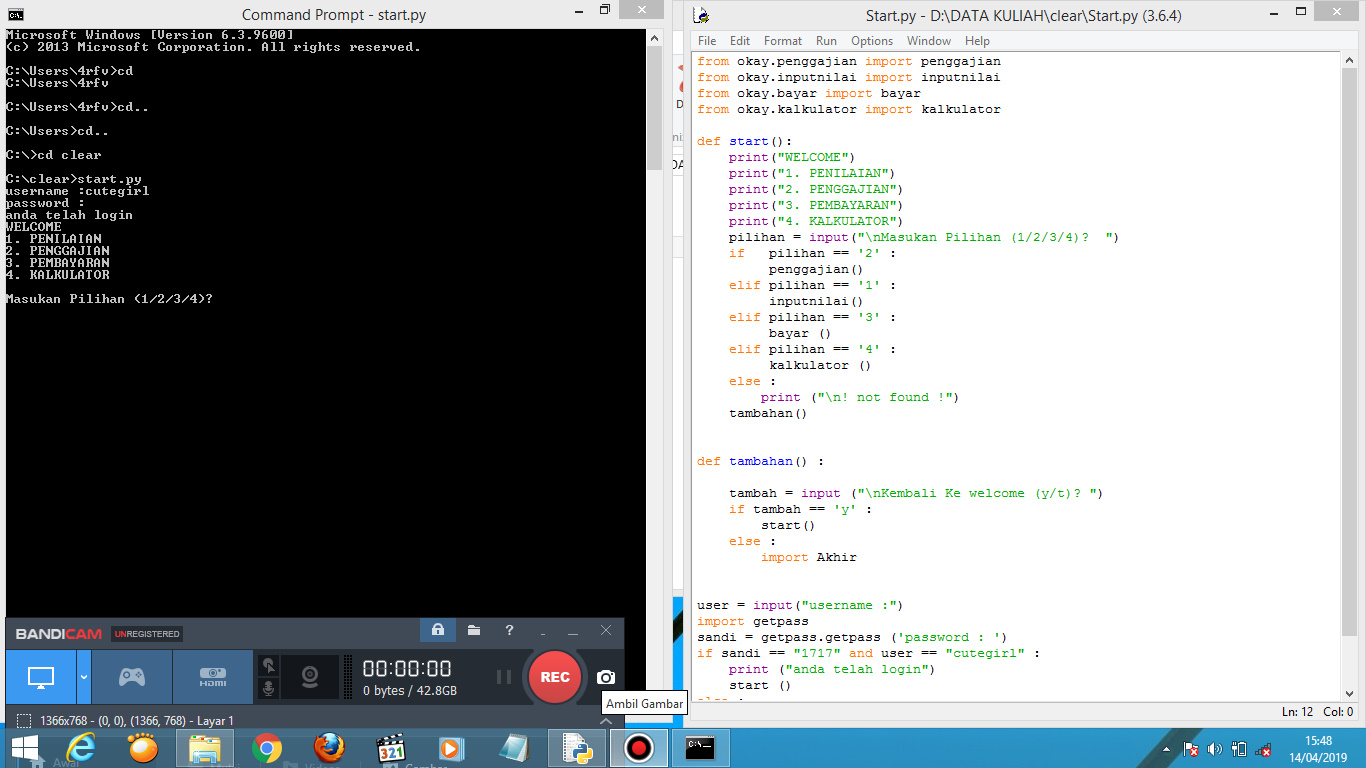 Command Prompt - start.py
Microsoft Windows [Version 6.3.9600]
(c) 2013 Microsoft Corporation. All rights reserved.
C:\Users\4rfv>cd
C:\Users\4rfv
C:\Users\4rfv>cd..
C:\Users>cd..
C:\>cd clear
C:\clear>start.py
username :cutegirl
password :
anda telah login
WELCOME
1. PENILAIAN
2. PENGGAJIAN
3. PEMBAYARAN
4. KALKULATOR
Masukan Pilihan (1/2/3/4)?
Start.py - D:\DATA KULIAH\clear\Start.py (3.6.4)
File Edit Format Run Options Window Help
from okay.penggajian import penggajian
from okay.inputnilai import inputnilai
from okay.bayar import bayar
from okay.kalkulator import kalkulator
def start():
print("WELCOME")
print("1. PENILAIAN")
print("2. PENGGAJIAN")
print("3. PEMBAYARAN")
print("4. KALKULATOR")
pilihan = input("\nMasukan Pilihan (1/2/3/4)?  ")
if   pilihan == '2' :
penggajian()
elif pilihan == '1' :
inputnilai()
elif pilihan == '3' :
bayar ()
elif pilihan == '4' :
kalkulator ()
else :
print ("\n! not found !")
tambahan()
def tambahan() :
tambah = input ("\nKembali Ke welcome (y/t)? ")
if tambah == 'y' :
start()
else :
import Akhir
user = input("username :")
import getpass
sandi = getpass.getpass ('password : ')
if sandi == "1717" and user == "cutegirl" :
print ("anda telah login")
start ()
else :
Ln: 12 Col: 0
BANDICAM UNREGISTERED
HDMI
00:00:00
0 bytes / 42.8GB
REC
Ambil Gambar
1366x768 - (0, 0), (1366, 768) - Layar 1
321
C:\_
15:48
14/04/2019